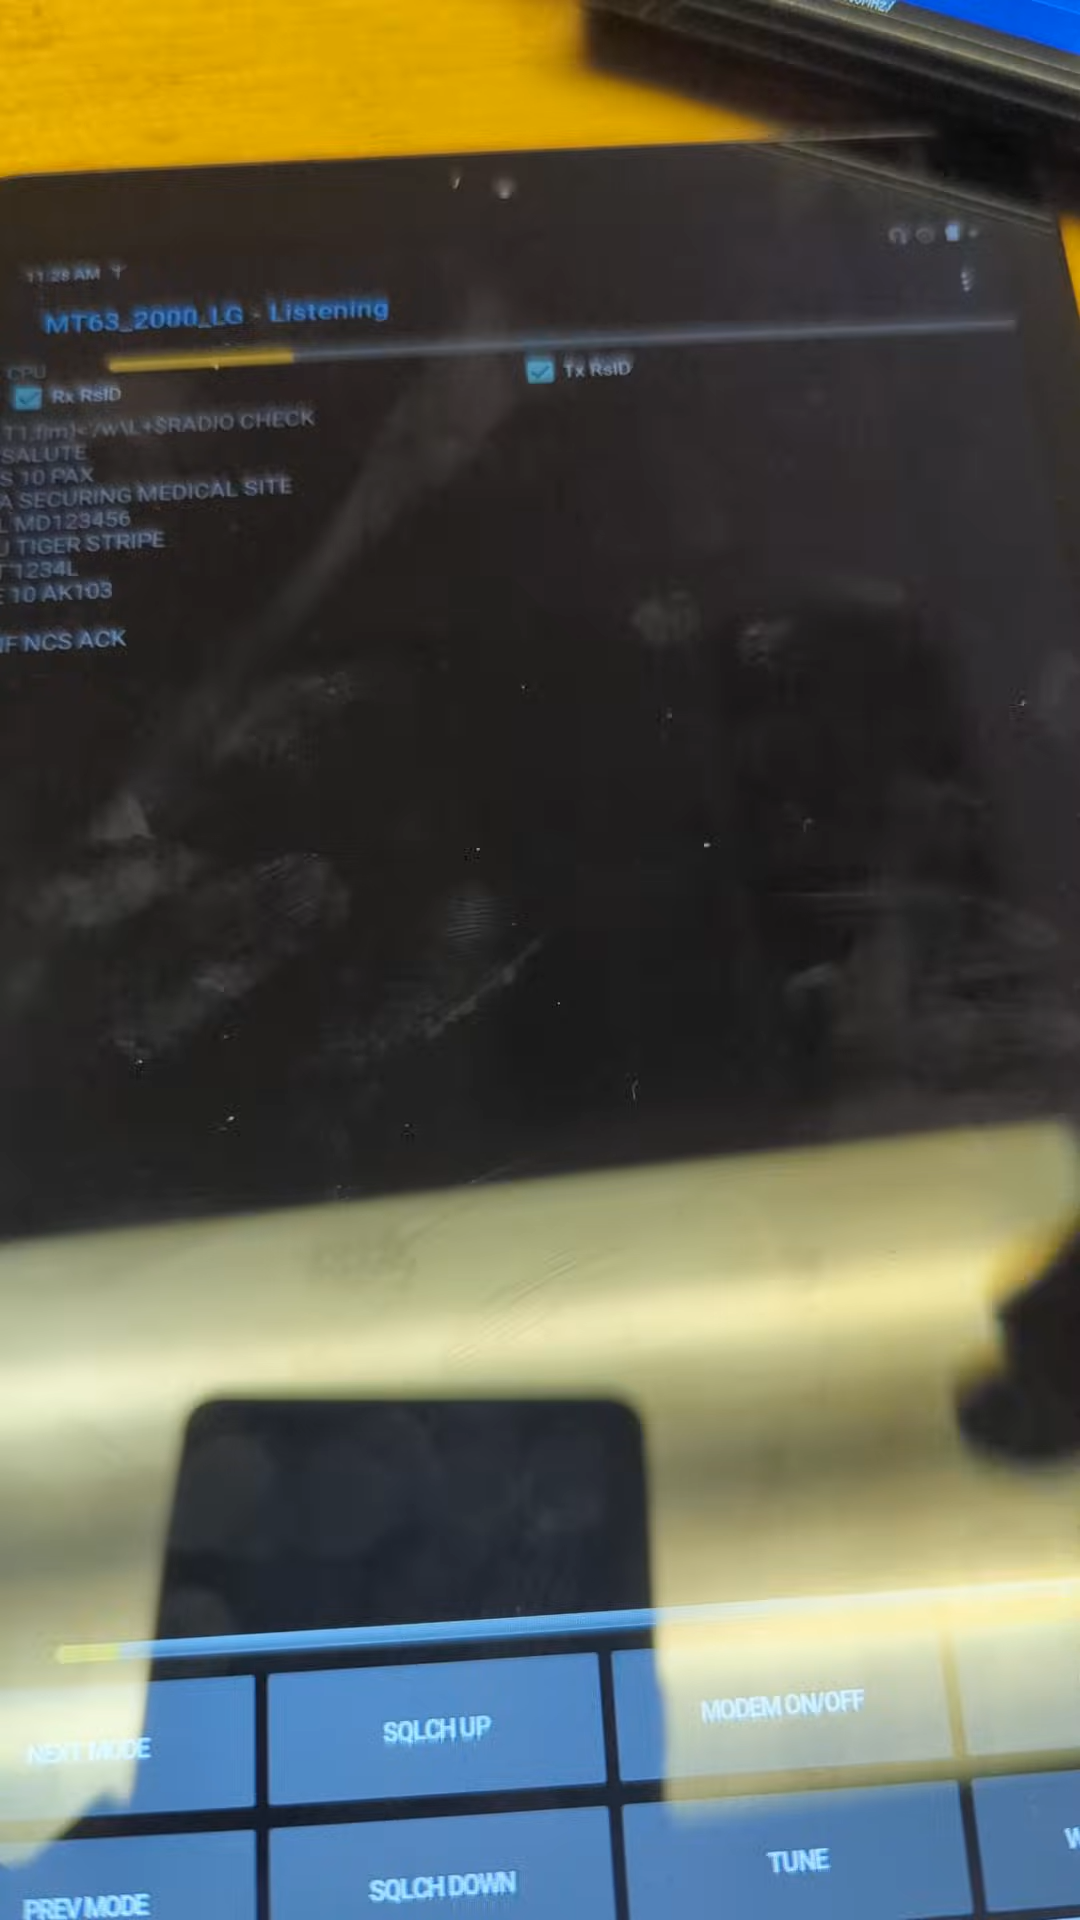 11:28 AM
MT63_2000_LG - Listening
CPU
Rx RsID
Tx RsID
T1,f|m)<'/w\L+$RADIO CHECK
SALUTE
S 10 PAX
A SECURING MEDICAL SITE
L MD123456
U TIGER STRIPE
T 1234L
E 10 AK103
NF NCS ACK
NEXT MODE
SQLCH UP
MODEM ON/OFF
PREV MODE
SQLCH DOWN
TUNE
W